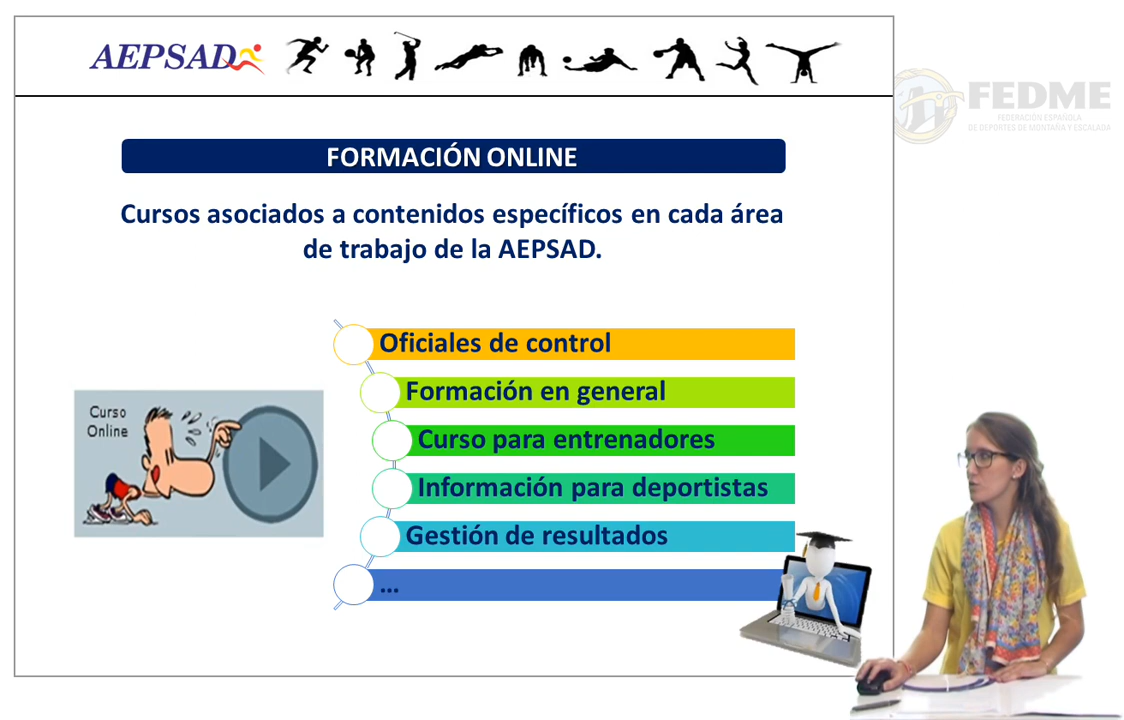 AEPSAD
FEDME
FEDERACIÓN ESPAÑOLA
DE DEPORTES DE MONTAÑA Y ESCALADA
FORMACIÓN ONLINE
Cursos asociados a contenidos específicos en cada área
de trabajo de la AEPSAD.
Oficiales de control
Formación en general
Curso para entrenadores
Información para deportistas
Gestión de resultados
...
Curso
Online